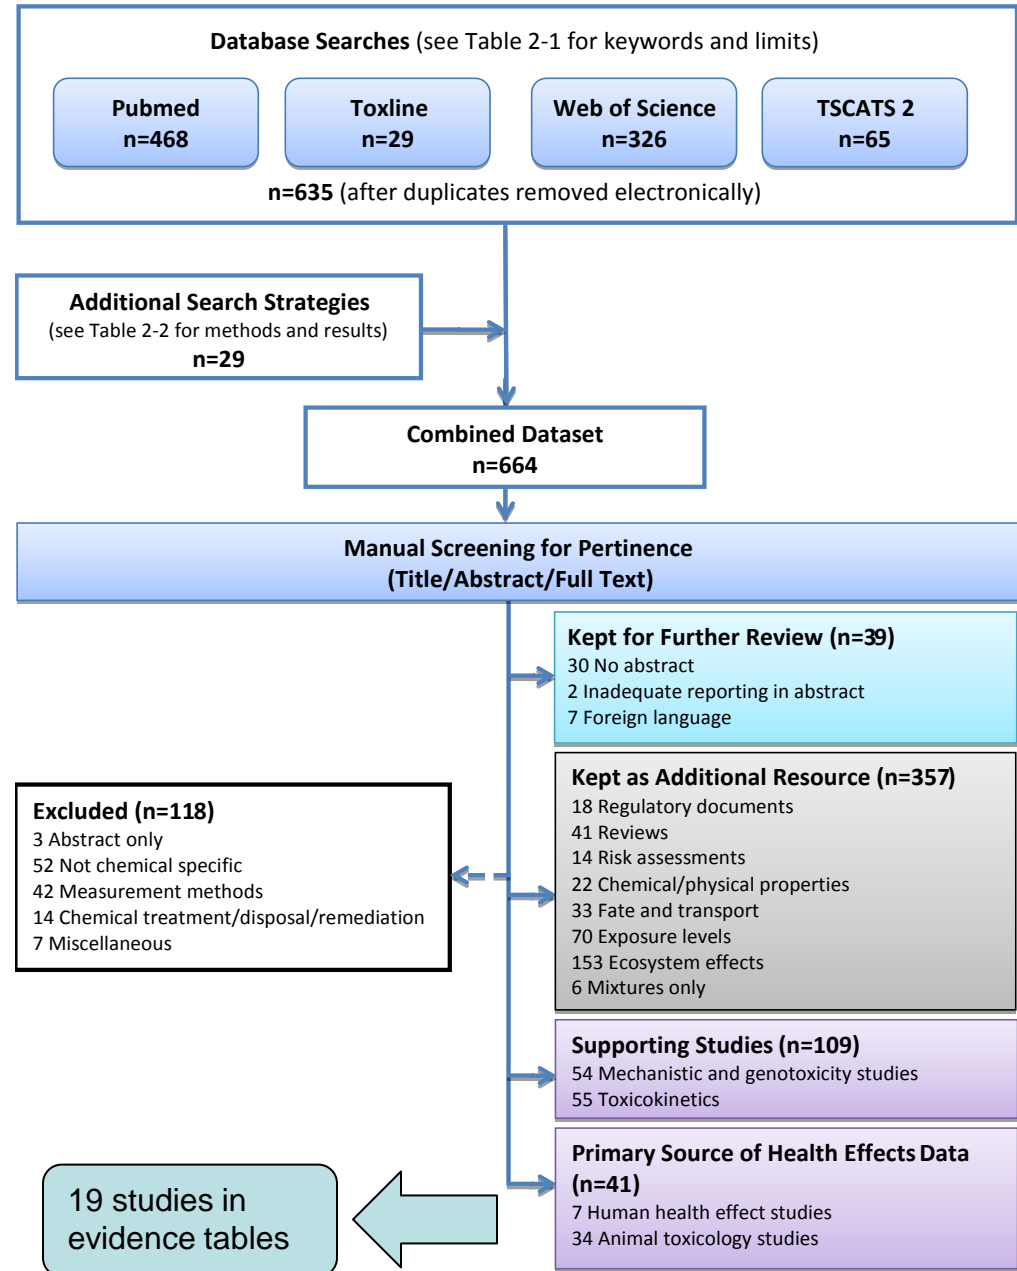 Database Searches (see Table 2-1 for keywords and limits)
Pubmed
n=468
Toxline
n=29
Web of Science
n=326
TSCATS 2
n=65
n=635 (after duplicates removed electronically)
Additional Search Strategies
(see Table 2-2 for methods and results)
n=29
Combined Dataset
n=664
Manual Screening for Pertinence
(Title/Abstract/Full Text)
Kept for Further Review (n=39)
30 No abstract
2 Inadequate reporting in abstract
7 Foreign language
Excluded (n=118)
3 Abstract only
52 Not chemical specific
42 Measurement methods
14 Chemical treatment/disposal/remediation
7 Miscellaneous
Kept as Additional Resource (n=357)
18 Regulatory documents
41 Reviews
14 Risk assessments
22 Chemical/physical properties
33 Fate and transport
70 Exposure levels
153 Ecosystem effects
6 Mixtures only
Supporting Studies (n=109)
54 Mechanistic and genotoxicity studies
55 Toxicokinetics
Primary Source of Health Effects Data
(n=41)
7 Human health effect studies
34 Animal toxicology studies
19 studies in
evidence tables